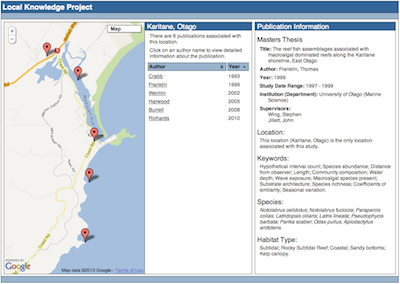 Local Knowledge Project
Map
Karitane, Otago
There are 6 publications associated with
this location.
Click on an author name to view detailed
information about the publication.
Author Year
Crabb 1993
Franklin 1999
Weimin 2002
Harwood 2005
Burrell 2008
Richards 2010
Publication Information
Masters Thesis
Title: The reef fish assemblages associated with
macroalgal dominated reefs along the Karitane
shoreline, East Otago
Author: Franklin, Thomas
Year: 1999
Study Date Range: 1997 - 1999
Institution (Department): University of Otago (Marine
Science)
Supervisors:
Wing, Stephen
Jillett, John
Location:
This location (Karitane, Otago) is the only location
associated with this study.
Keywords:
Hypothetical interval count; Species abundance; Distance
from observer; Length; Community composition; Water
depth; Wave exposure; Macroalgal species present;
Substrate architecture; Species richness; Coefficients of
similarity; Seasonal variation.
Species:
Notolabrus celidotus; Notolabrus fucicola; Parapercis
colias; Latridopsis ciliaris; Latris lineata; Pseudophycis
barbata; Parika scaber; Odax pullus; Aplodactylus
arctidens.
Habitat Type:
Subtidal; Rocky Subtidal Reef; Coastal; Sandy bottoms;
Kelp canopy.
POWERED BY
Google
Map data ©2013 Google - Terms of Use